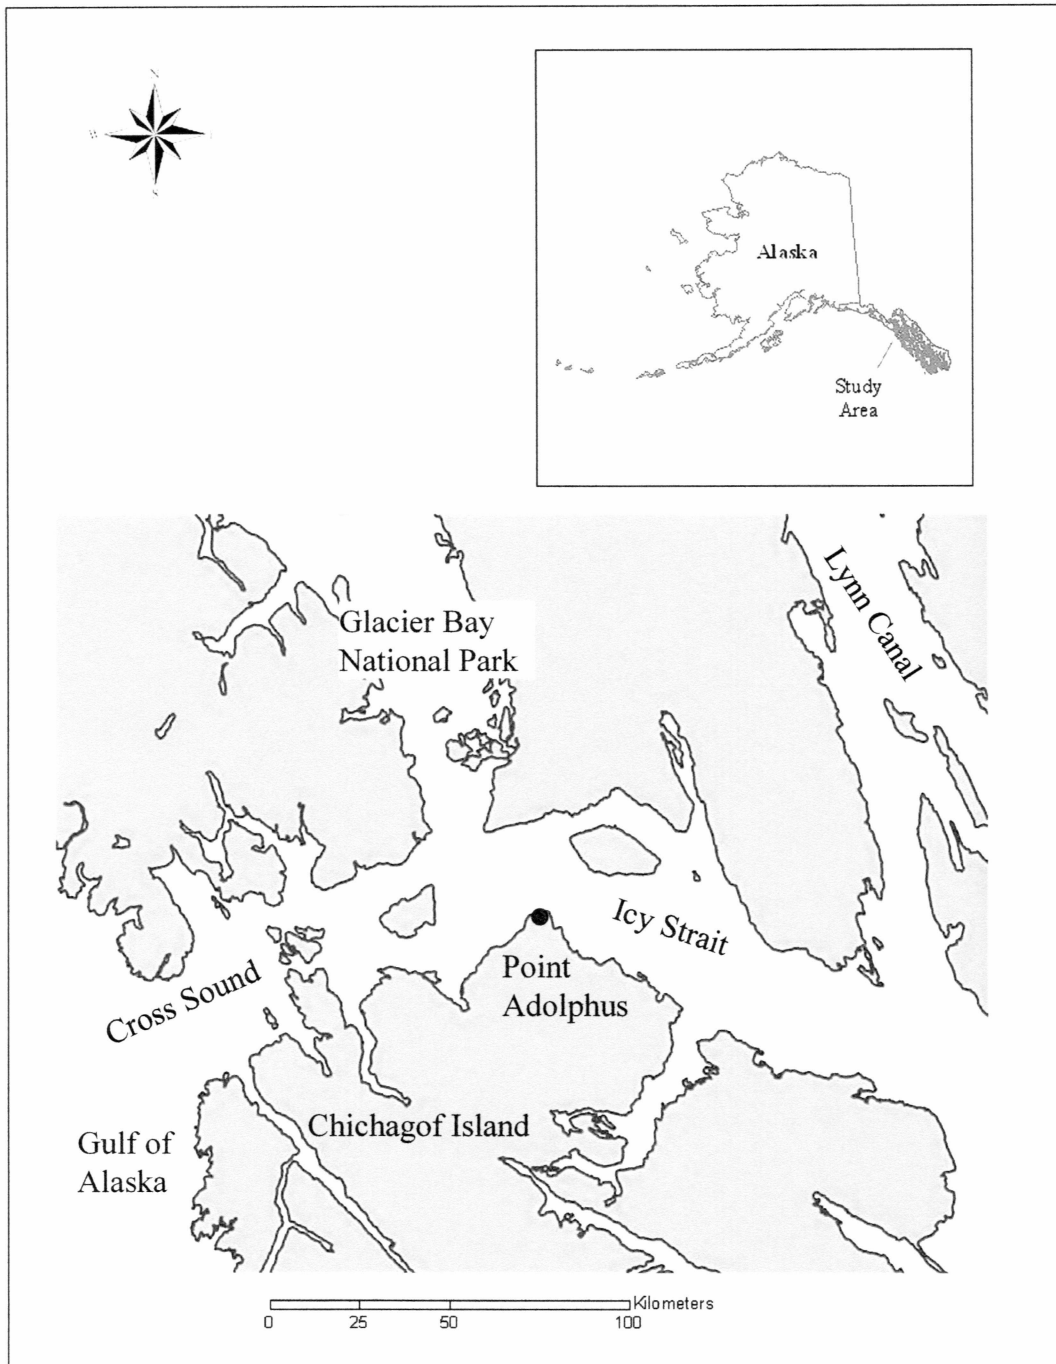 N
Alaska
Study
Area
Glacier Bay
National Park
Lynn Canal
Icy Strait
Point
Adolphus
Cross Sound
Chichagof Island
Gulf of
Alaska
Kilometers
0 25 50 100